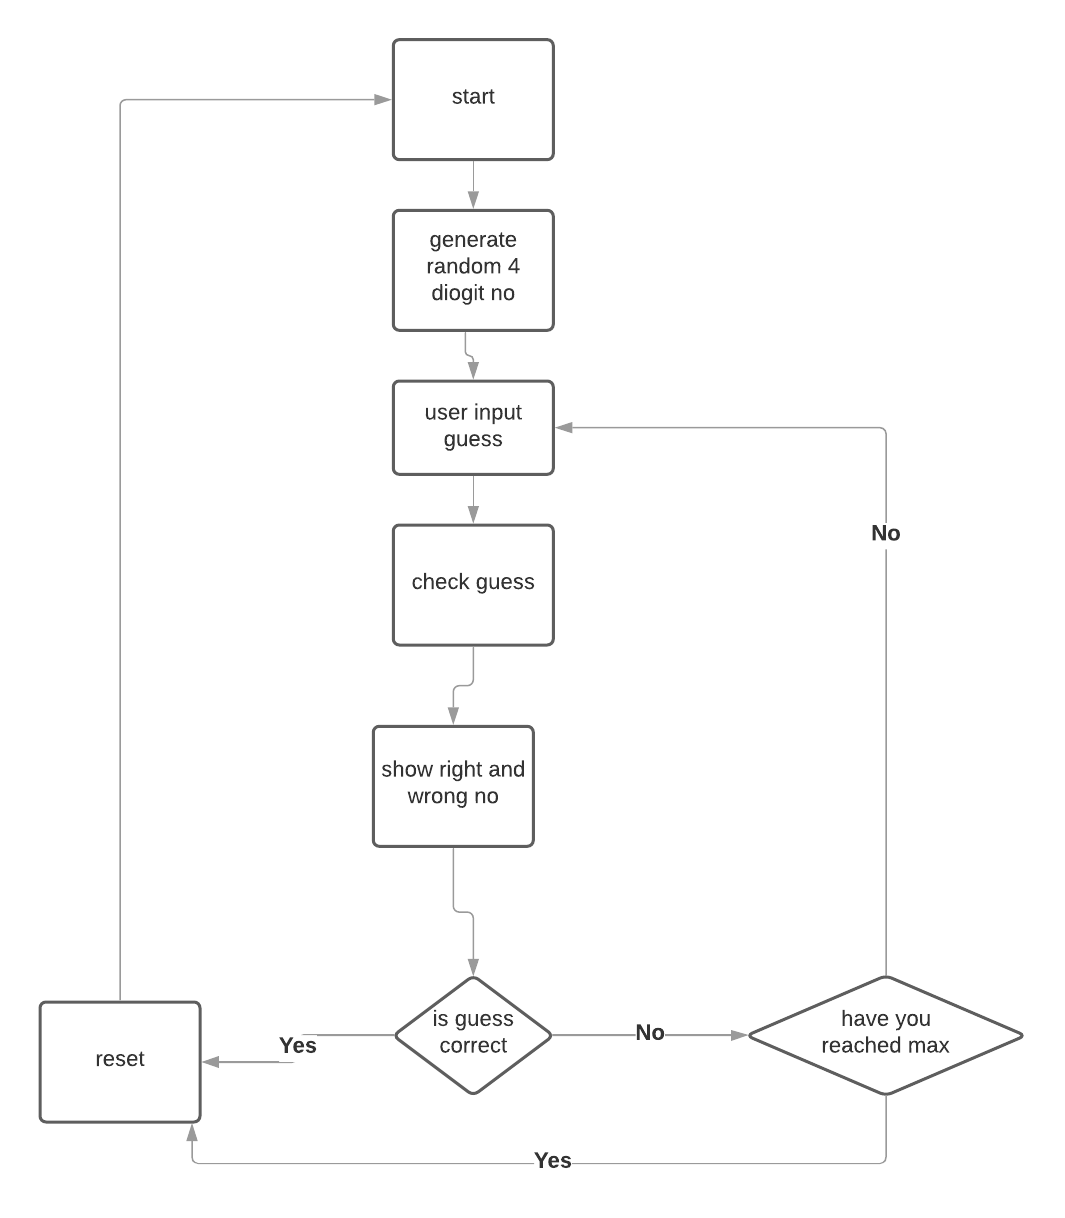 start
generate
random 4
diogit no
user input
guess
No
check guess
show right and
wrong no
is guess
correct
have you
reached max
Yes
No
reset
Yes